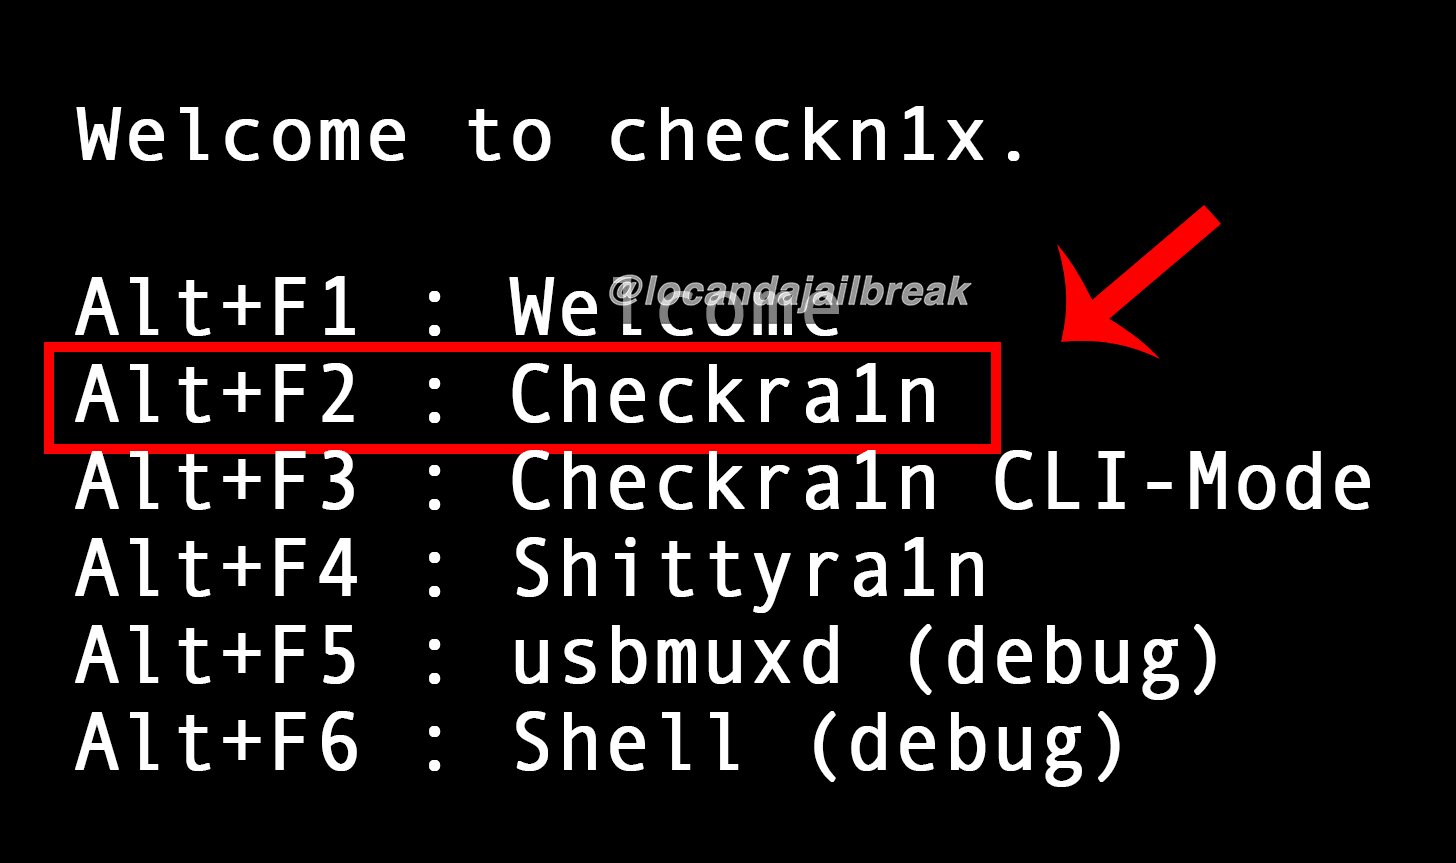 Welcome to checkn1x.
Alt+F1 : Welcome
@locandajailbreak
Alt+F2 : Checkra1n
Alt+F3 : Checkra1n CLI-Mode
Alt+F4 : Shittyra1n
Alt+F5 : usbmuxd (debug)
Alt+F6 : Shell (debug)